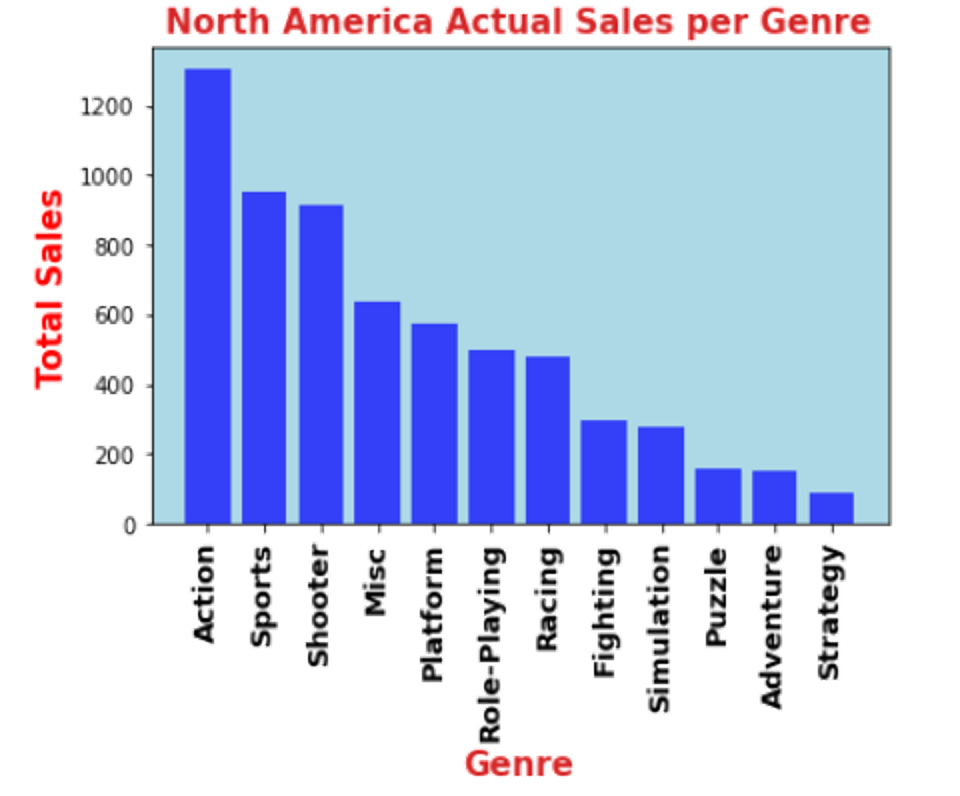 North America Actual Sales per Genre
Total Sales
1200
1000
800
600
400
200
0
Action
Sports
Shooter
Misc
Platform
Role-Playing
Racing
Fighting
Simulation
Puzzle
Adventure
Strategy
Genre